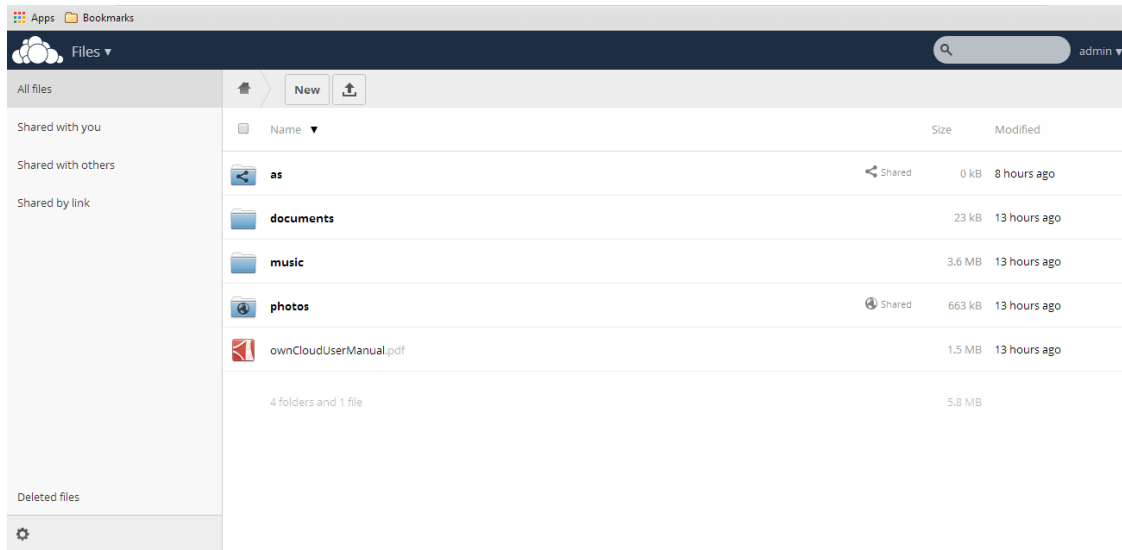 Apps Bookmarks
Files ▾ admin ▾
All files
Shared with you
Shared with others
Shared by link
Deleted files
New
Name ▼ Size Modified
as Shared 0 kB 8 hours ago
documents 23 kB 13 hours ago
music 3.6 MB 13 hours ago
photos Shared 663 kB 13 hours ago
ownCloudUserManual.pdf 1.5 MB 13 hours ago
4 folders and 1 file 5.8 MB